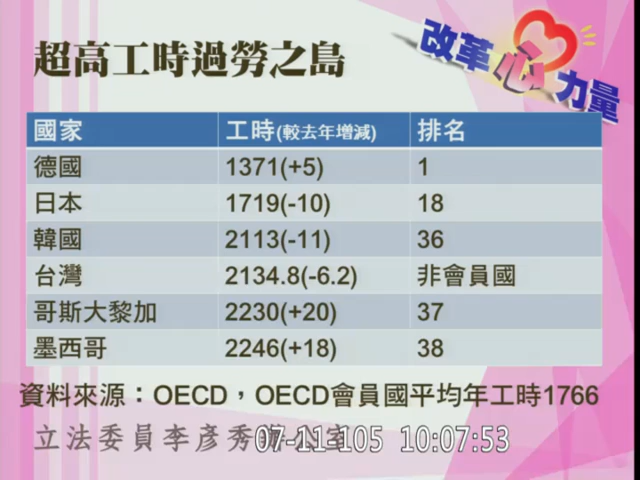 超高工時過勞之島
改革心力量
國家 工時(較去年增減) 排名
德國 1371(+5) 1
日本 1719(-10) 18
韓國 2113(-11) 36
台灣 2134.8(-6.2) 非會員國
哥斯大黎加 2230(+20) 37
墨西哥 2246(+18) 38
資料來源：OECD，OECD會員國平均年工時1766
立法委員李彥秀辦公室
07-11-105 10:07:53